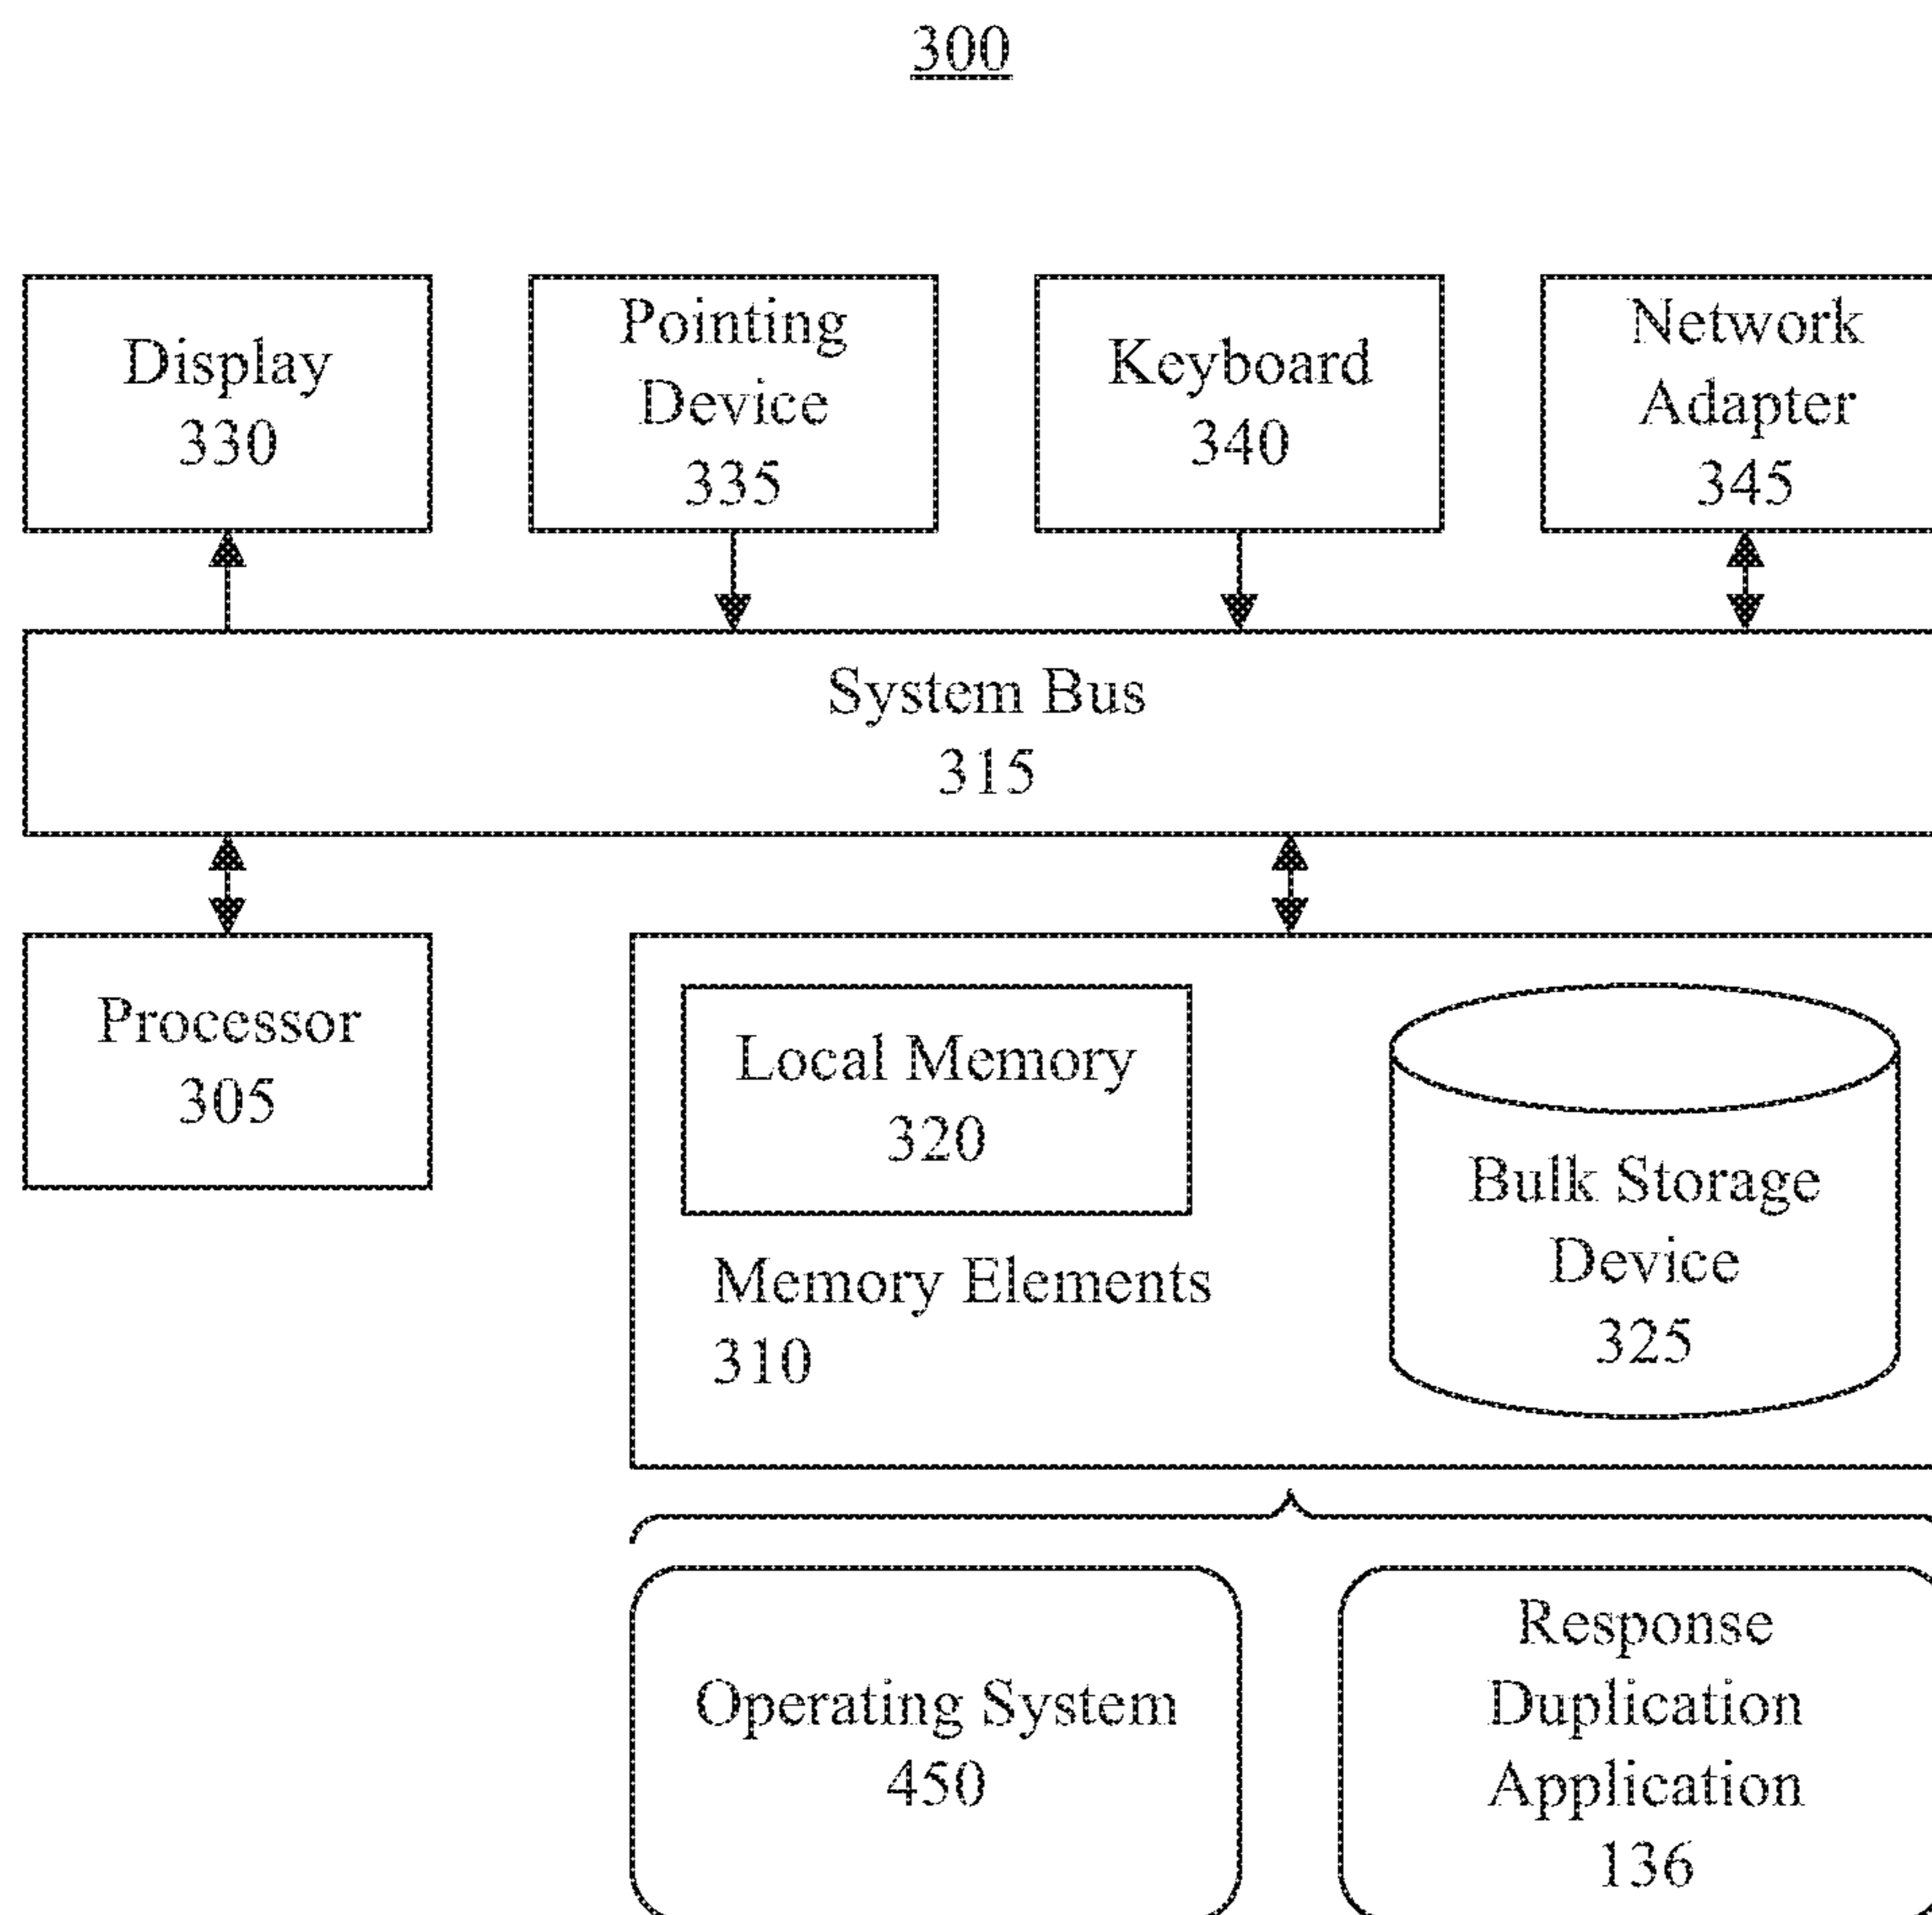 300
Display
330
Pointing
Device
335
Keyboard
340
Network
Adapter
345
System Bus
315
Processor
305
Local Memory
320
Memory Elements
310
Bulk Storage
Device
325
Operating System
450
Response
Duplication
Application
136